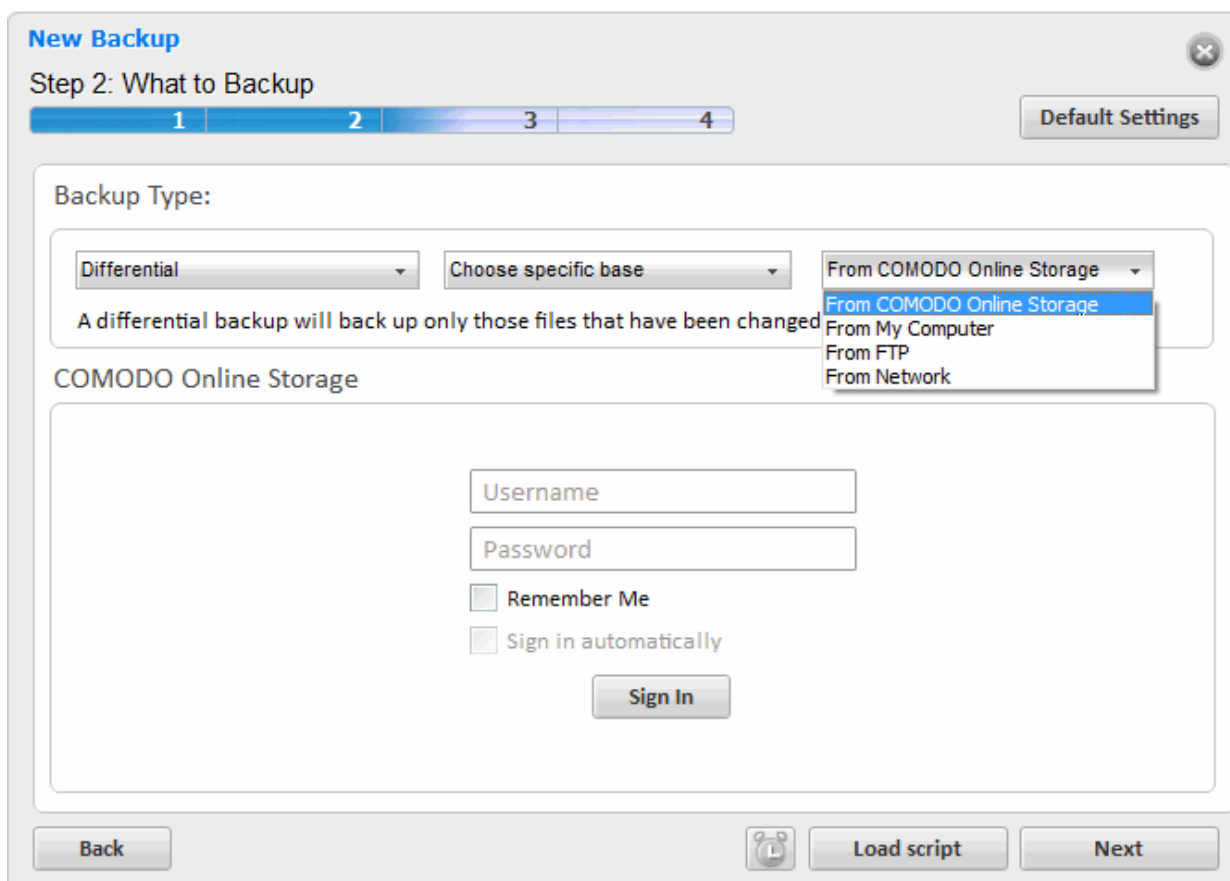 New Backup
Step 2: What to Backup
1 2 3 4
Default Settings
Backup Type:
Differential
Choose specific base
From COMODO Online Storage
From COMODO Online Storage
From My Computer
From FTP
From Network
A differential backup will back up only those files that have been changed
COMODO Online Storage
Username
Password
Remember Me
Sign in automatically
Sign In
Back
Load script
Next